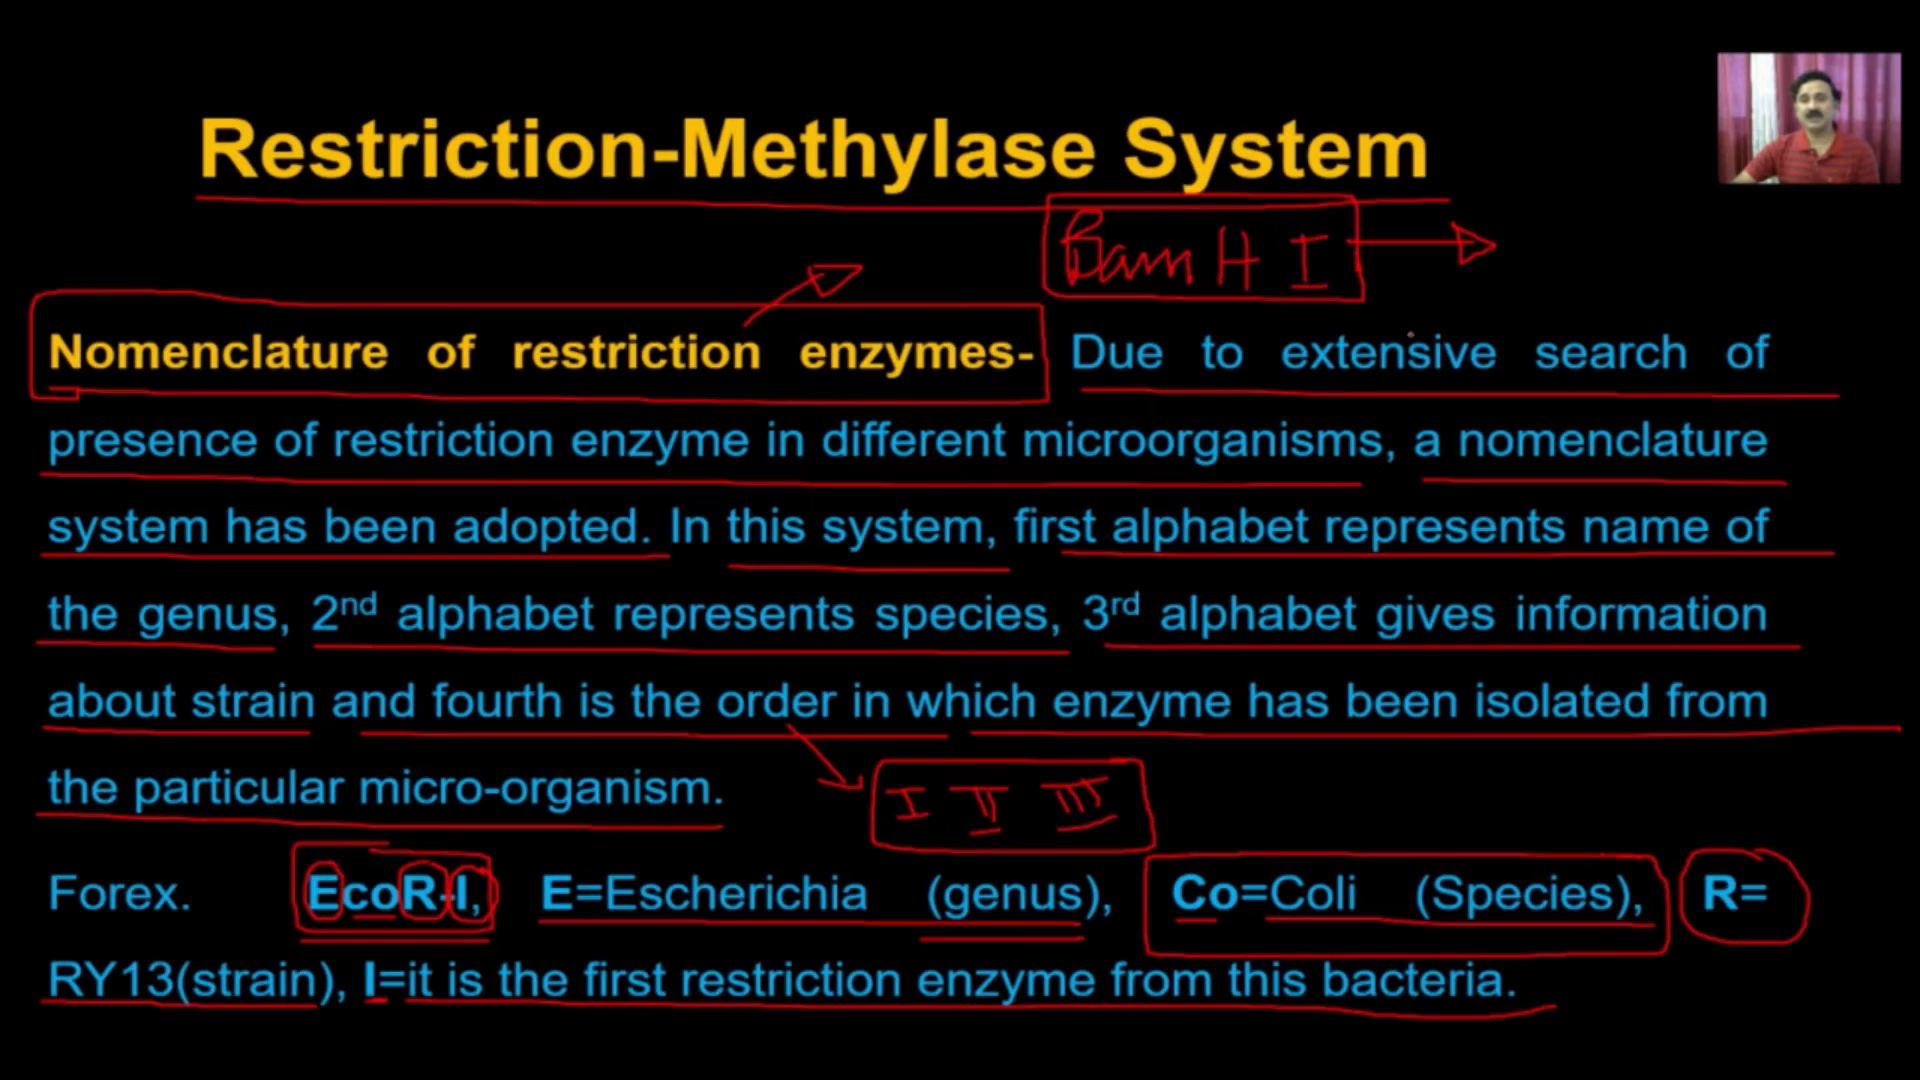 Restriction-Methylase System
Bam H I
Nomenclature of restriction enzymes- Due to extensive search of
presence of restriction enzyme in different microorganisms, a nomenclature
system has been adopted. In this system, first alphabet represents name of
the genus, 2nd alphabet represents species, 3rd alphabet gives information
about strain and fourth is the order in which enzyme has been isolated from
the particular micro-organism.
I II III
Forex. EcoR-I, E=Escherichia (genus), Co=Coli (Species), R=
RY13(strain), I=it is the first restriction enzyme from this bacteria.